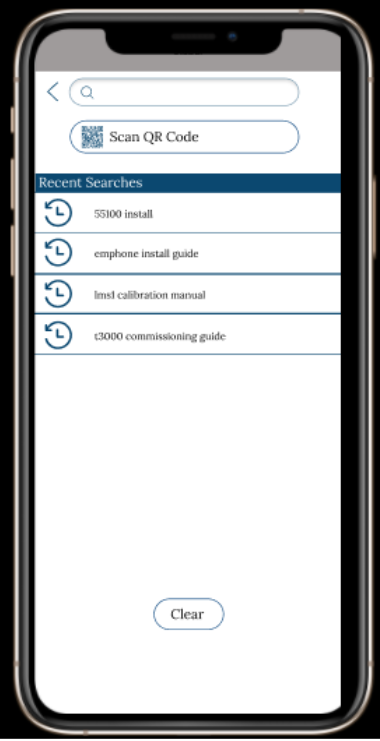 Scan QR Code
Recent Searches
55100 install
emphone install guide
lms1 calibration manual
t3000 commissioning guide
Clear